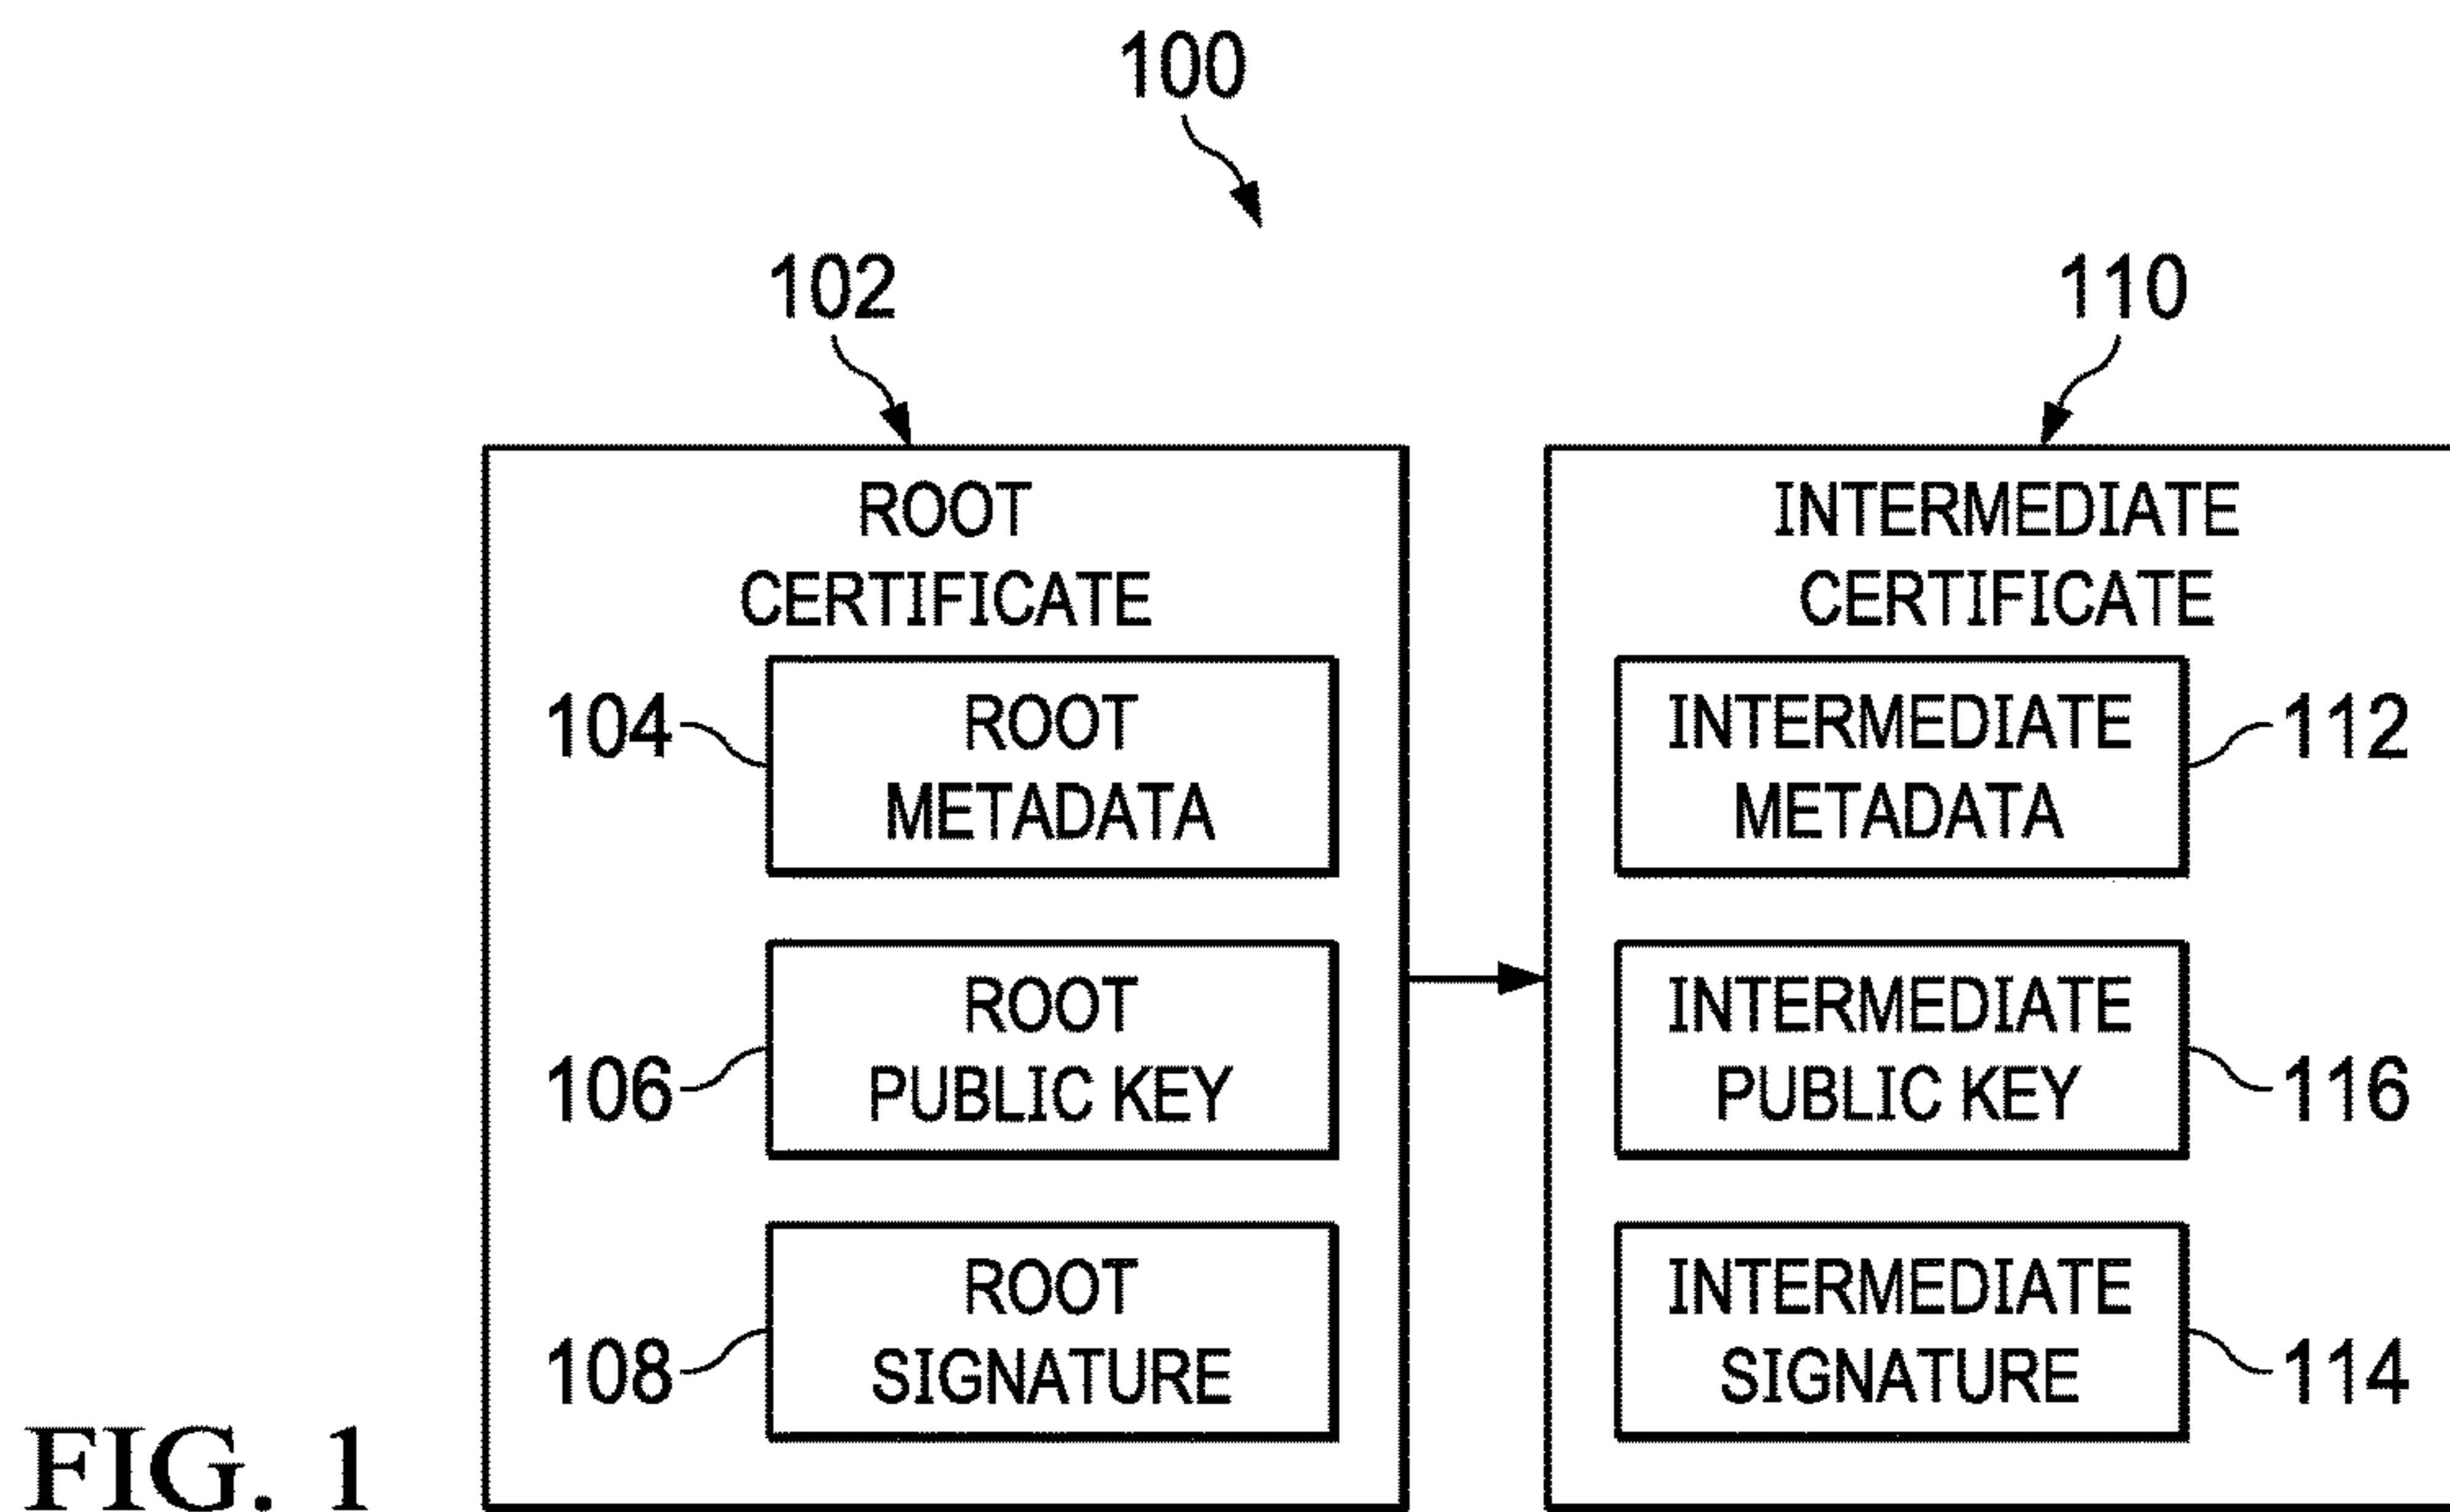 100
102
110
ROOT
CERTIFICATE
INTERMEDIATE
CERTIFICATE
104
ROOT
METADATA
INTERMEDIATE
METADATA
112
106
ROOT
PUBLIC KEY
INTERMEDIATE
PUBLIC KEY
116
108
ROOT
SIGNATURE
INTERMEDIATE
SIGNATURE
114
FIG. 1